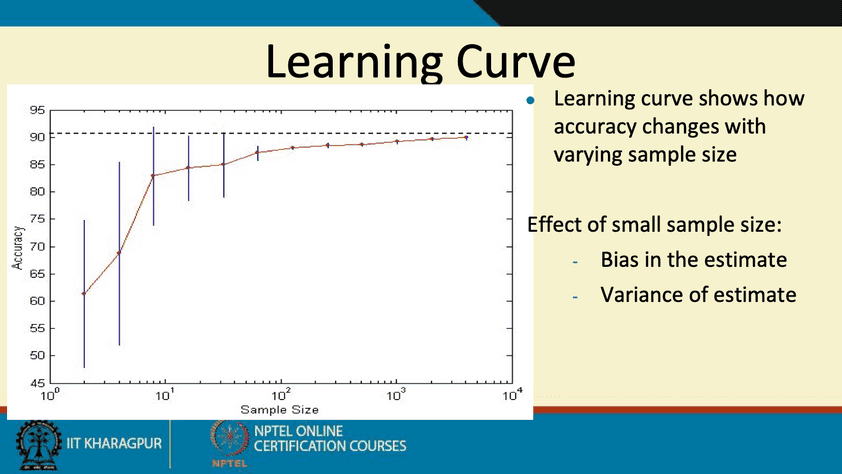 Learning Curve
Learning curve shows how
accuracy changes with
varying sample size
Effect of small sample size:
- Bias in the estimate
- Variance of estimate
95
90
85
80
75
70
65
60
55
50
45
Accuracy
10^0
10^1
10^2
10^3
10^4
Sample Size
IIT KHARAGPUR
NPTEL ONLINE
CERTIFICATION COURSES
NPTEL